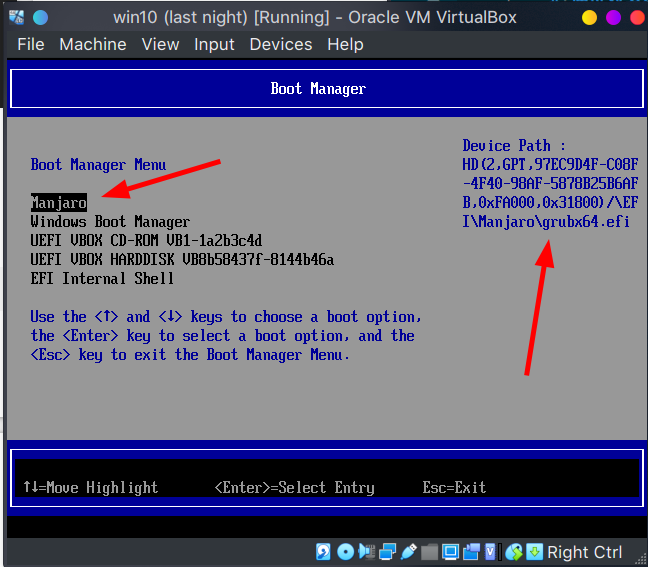 win10 (last night) [Running] - Oracle VM VirtualBox
File Machine View Input Devices Help
Boot Manager
Boot Manager Menu
Manjaro
Windows Boot Manager
UEFI VBOX CD-ROM VB1-1a2b3c4d
UEFI VBOX HARDDISK VB8b58437f-8144b46a
EFI Internal Shell
Use the <↑> and <↓> keys to choose a boot option,
the <Enter> key to select a boot option, and the
<Esc> key to exit the Boot Manager Menu.
Device Path :
HD(2,GPT,97EC9D4F-C08F
-4F40-98AF-5878B25B6AF
B,0xFA000,0x31800)/\EF
I\Manjaro\grubx64.efi
↑↓=Move Highlight <Enter>=Select Entry Esc=Exit
Right Ctrl